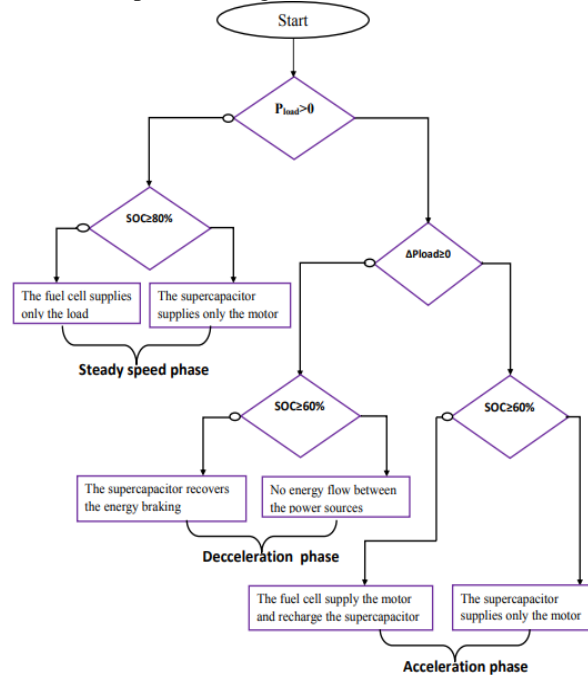 Start
Pload>0
SOC≥80%
ΔPload≥0
The fuel cell supplies
only the load
The supercapacitor
supplies only the motor
Steady speed phase
SOC≥60%
SOC≥60%
The supercapacitor recovers
the energy braking
No energy flow between
the power sources
Decceleration phase
The fuel cell supply the motor
and recharge the supercapacitor
The supercapacitor
supplies only the motor
Acceleration phase